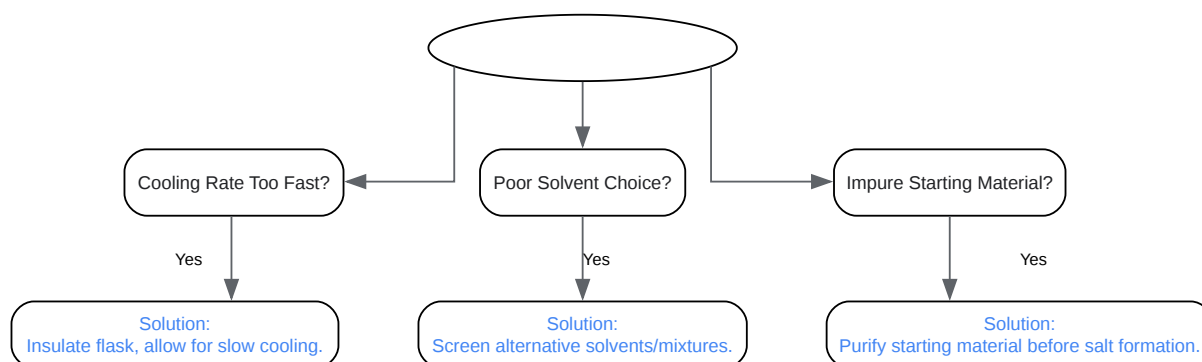 Cooling Rate Too Fast?
Poor Solvent Choice?
Impure Starting Material?
Yes
Yes
Yes
Solution:
Insulate flask, allow for slow cooling.
Solution:
Screen alternative solvents/mixtures.
Solution:
Purify starting material before salt formation.